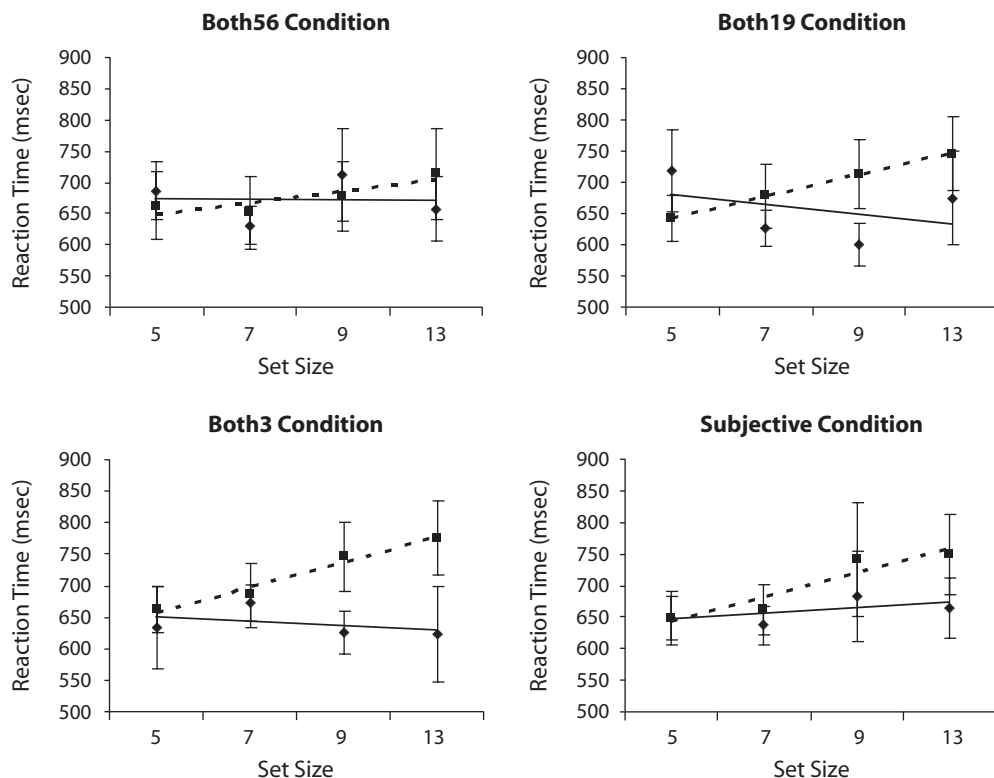 Both56 Condition
900
850
800
750
700
650
600
550
500
Reaction Time (msec)
5 7 9 13
Set Size
Both19 Condition
900
850
800
750
700
650
600
550
500
Reaction Time (msec)
5 7 9 13
Set Size
Both3 Condition
900
850
800
750
700
650
600
550
500
Reaction Time (msec)
5 7 9 13
Set Size
Subjective Condition
900
850
800
750
700
650
600
550
500
Reaction Time (msec)
5 7 9 13
Set Size